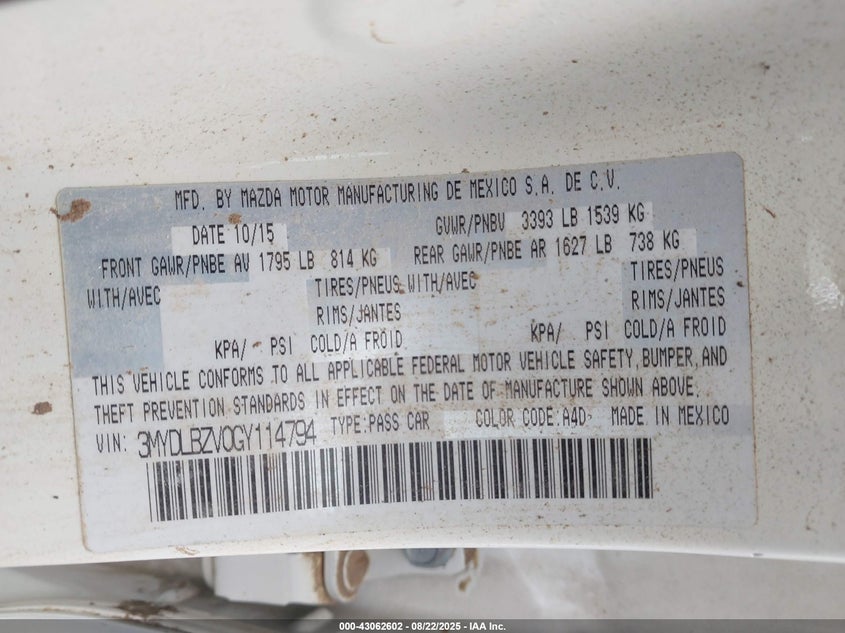 MFD. BY MAZDA MOTOR MANUFACTURING DE MEXICO S.A. DE C.V.
DATE 10/15 GVWR/PNBV 3393 LB 1539 KG
FRONT GAWR/PNBE AV 1795 LB 814 KG REAR GAWR/PNBE AR 1627 LB 738 KG
WITH/AVEC TIRES/PNEUS WITH/AVEC TIRES/PNEUS
RIMS/JANTES RIMS/JANTES
KPA/ PSI COLD/A FROID KPA/ PSI COLD/A FROID
THIS VEHICLE CONFORMS TO ALL APPLICABLE FEDERAL MOTOR VEHICLE SAFETY, BUMPER, AND
THEFT PREVENTION STANDARDS IN EFFECT ON THE DATE OF MANUFACTURE SHOWN ABOVE.
VIN: 3MYDLBZV0GY114794 TYPE:PASS CAR COLOR CODE:A4D MADE IN MEXICO
000-43062602 - 08/22/2025 - IAA Inc.